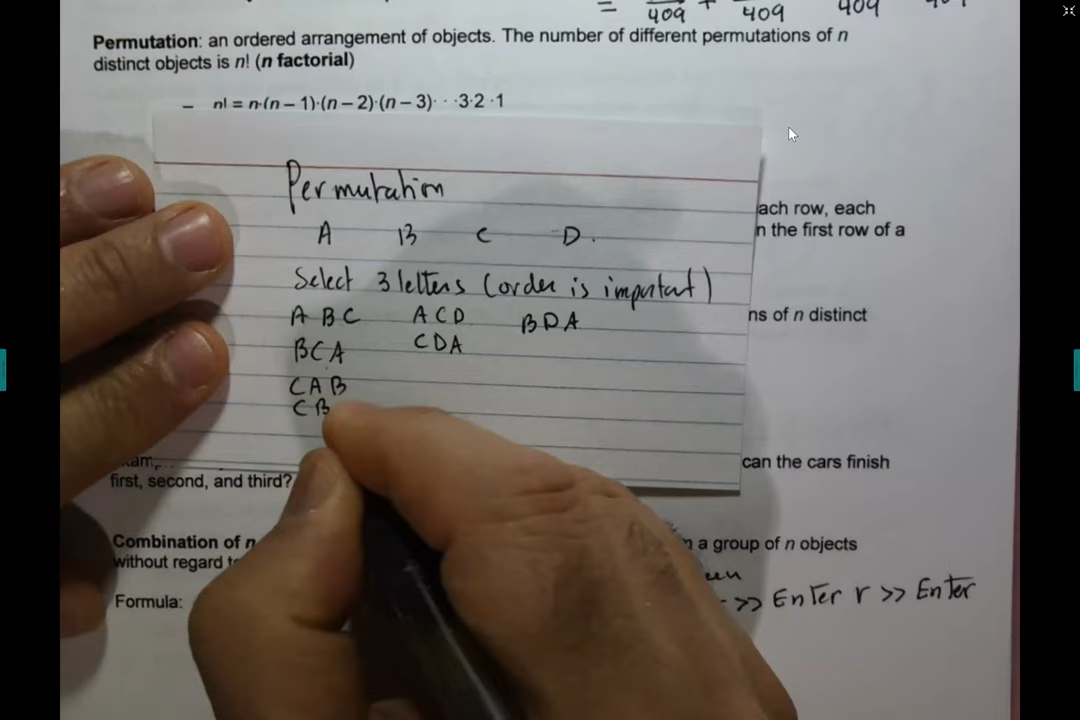 409 + 409 409
Permutation: an ordered arrangement of objects. The number of different permutations of n
distinct objects is n! (n factorial)
– n! = n·(n – 1)·(n – 2)·(n – 3)· · ·3·2 ·1
Permutation
A B C D.
Select 3 letters (order is important)
A B C A C D B D A
B C A C D A
C A B
C B
ach row, each
n the first row of a
ns of n distinct
can the cars finish
first, second, and third?
Combination of n a group of n objects
without regard
Formula: >> Enter r >> Enter